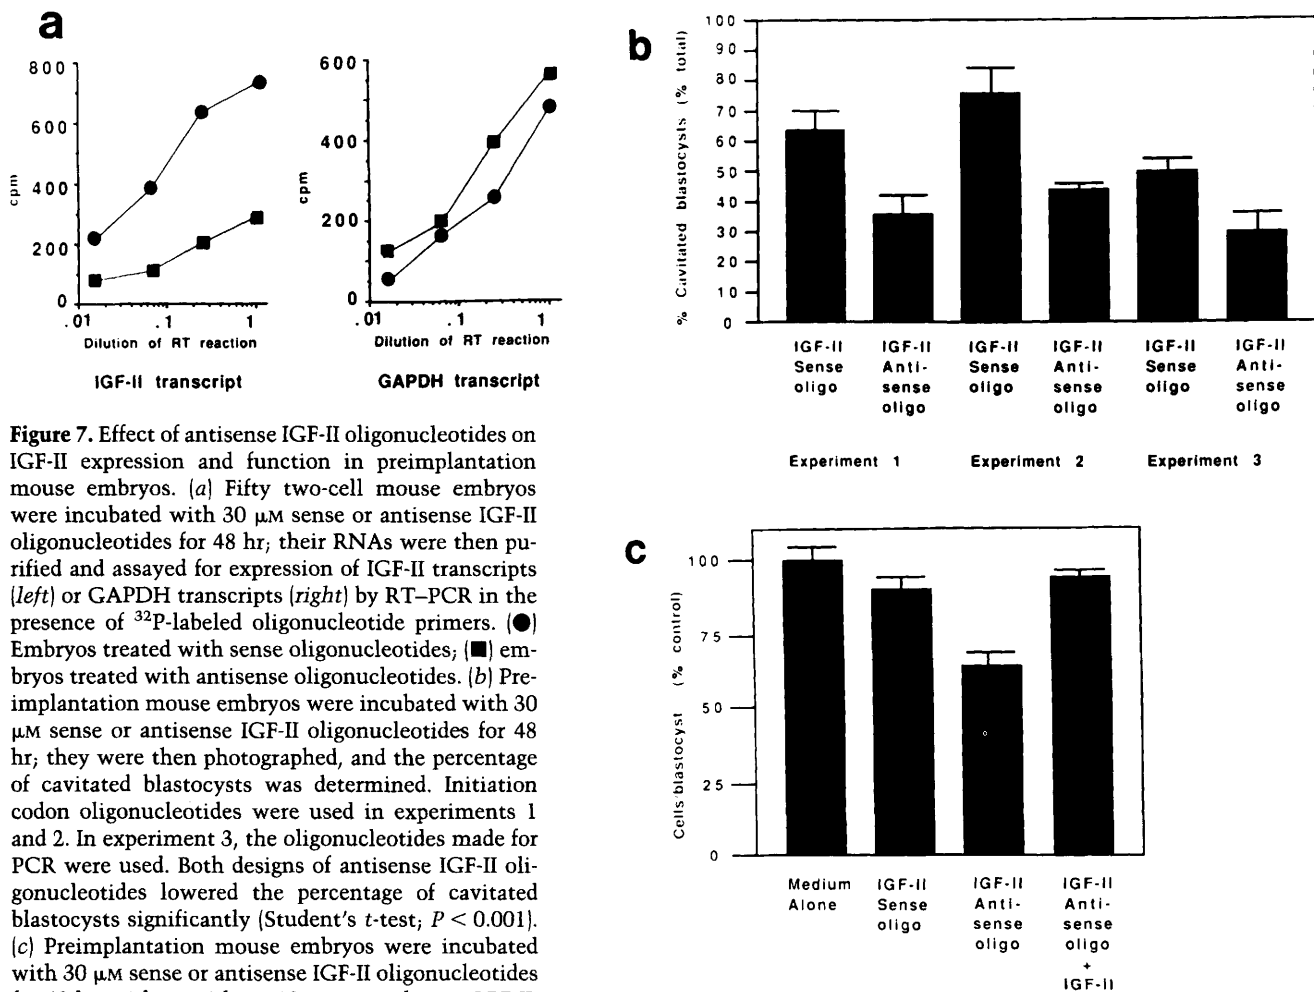 a
800
600
400
200
0
cpm
.01
.1
1
Dilution of RT reaction
IGF-II transcript
600
400
200
0
cpm
.01
.1
1
Dilution of RT reaction
GAPDH transcript
b
100
90
80
70
60
50
40
30
20
10
0
% Cavitated blastocysts (% total)
IGF-II
Sense
oligo
IGF-II
Anti-
sense
oligo
IGF-II
Sense
oligo
IGF-II
Anti-
sense
oligo
IGF-II
Sense
oligo
IGF-II
Anti-
sense
oligo
Experiment 1
Experiment 2
Experiment 3
Figure 7. Effect of antisense IGF-II oligonucleotides on
IGF-II expression and function in preimplantation
mouse embryos. (a) Fifty two-cell mouse embryos
were incubated with 30 μM sense or antisense IGF-II
oligonucleotides for 48 hr; their RNAs were then pu-
rified and assayed for expression of IGF-II transcripts
(left) or GAPDH transcripts (right) by RT–PCR in the
presence of ³²P-labeled oligonucleotide primers. (●)
Embryos treated with sense oligonucleotides; (■) em-
bryos treated with antisense oligonucleotides. (b) Pre-
implantation mouse embryos were incubated with 30
μM sense or antisense IGF-II oligonucleotides for 48
hr; they were then photographed, and the percentage
of cavitated blastocysts was determined. Initiation
codon oligonucleotides were used in experiments 1
and 2. In experiment 3, the oligonucleotides made for
PCR were used. Both designs of antisense IGF-II oli-
gonucleotides lowered the percentage of cavitated
blastocysts significantly (Student's t-test; P < 0.001).
(c) Preimplantation mouse embryos were incubated
with 30 μM sense or antisense IGF-II oligonucleotides
c
100
75
50
25
0
Cells/blastocyst (% control)
Medium
Alone
IGF-II
Sense
oligo
IGF-II
Anti-
sense
oligo
IGF-II
Anti-
sense
oligo
+
IGF-II